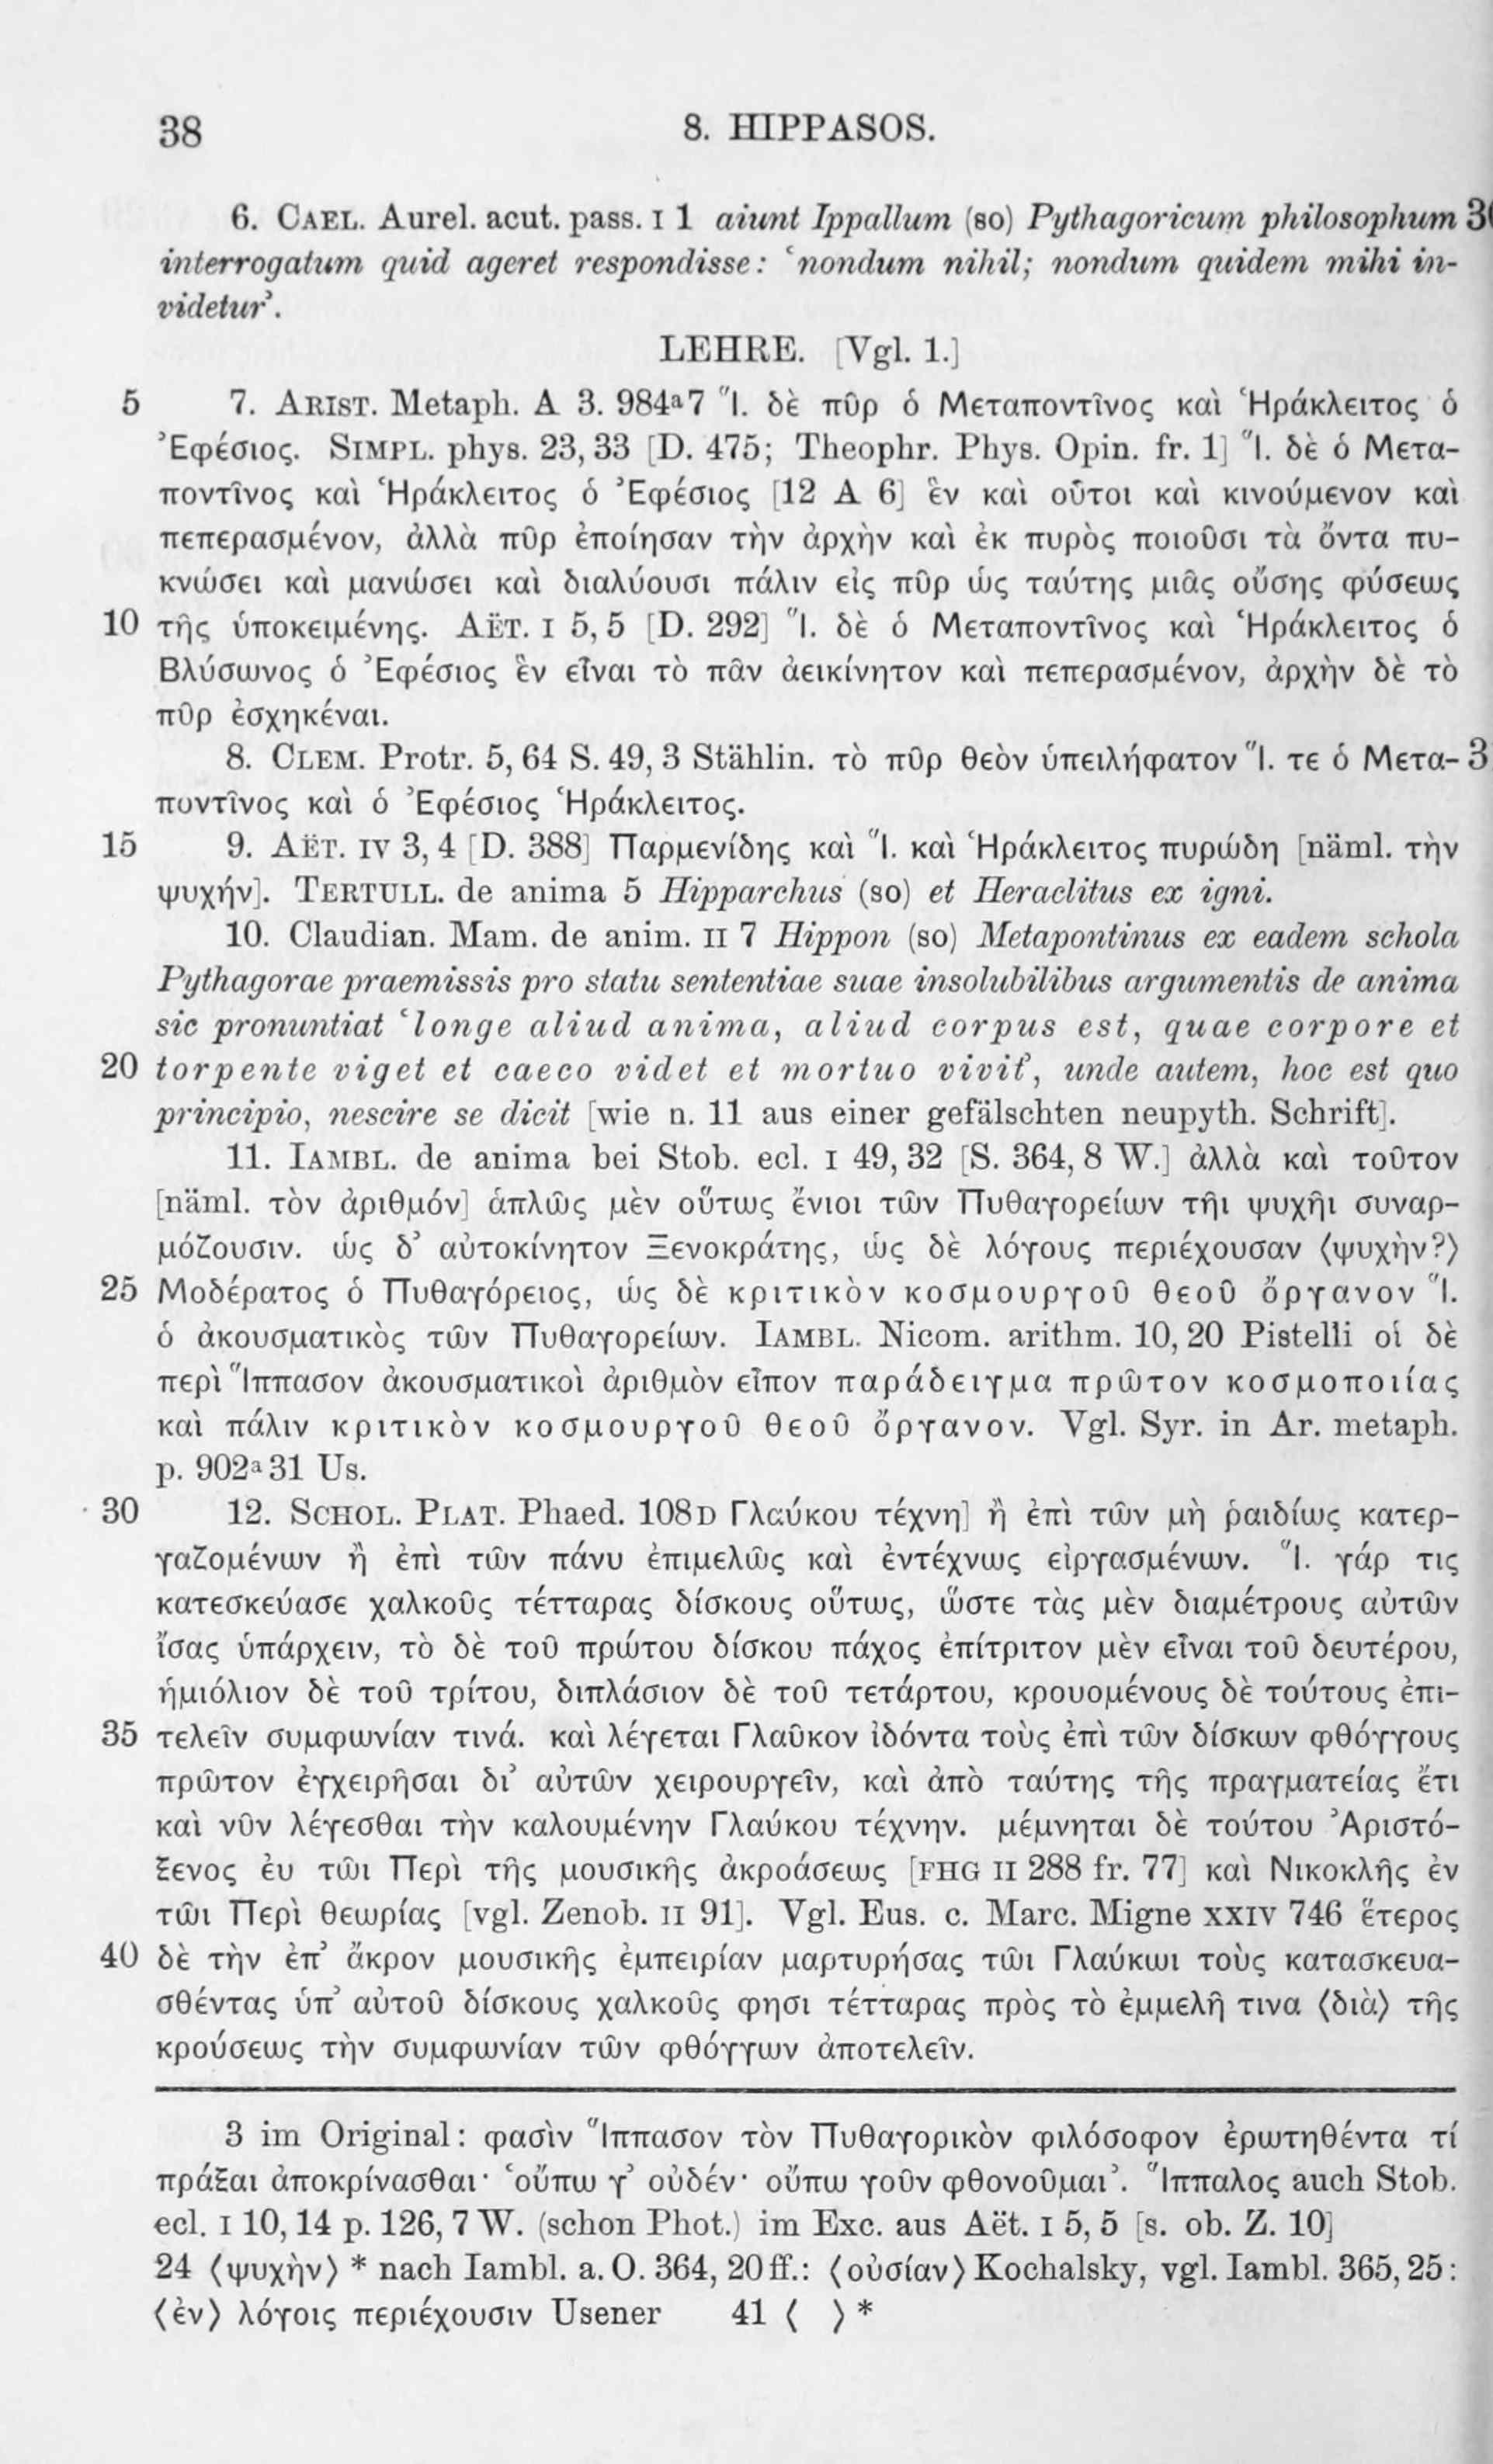 38 8. HIPPASOS.
6. CAEL. Aurel. acut. pass. I 1 aiunt Ippallum (so) Pythagoricum philosophum
interrogatum quid ageret respondisse: ‘nondum nihil; nondum quidem mihi in-
videtur’.
LEHRE. [Vgl. 1.]
5 7. ARIST. Metaph. A 3. 984ᵃ7 Ἵ. δὲ πῦρ ὁ Μεταποντῖνος καὶ Ἡράκλειτος ὁ
Ἐφέσιος. SIMPL. phys. 23, 33 [D. 475; Theophr. Phys. Opin. fr. 1] Ἵ. δὲ ὁ Μετα-
ποντῖνος καὶ Ἡράκλειτος ὁ Ἐφέσιος [12 A 6] ἓν καὶ οὗτοι καὶ κινούμενον καὶ
πεπερασμένον, ἀλλὰ πῦρ ἐποίησαν τὴν ἀρχὴν καὶ ἐκ πυρὸς ποιοῦσι τὰ ὄντα πυ-
κνώσει καὶ μανώσει καὶ διαλύουσι πάλιν εἰς πῦρ ὡς ταύτης μιᾶς οὔσης φύσεως
10 τῆς ὑποκειμένης. AËT. I 5, 5 [D. 292] Ἵ. δὲ ὁ Μεταποντῖνος καὶ Ἡράκλειτος ὁ
Βλύσωνος ὁ Ἐφέσιος ἓν εἶναι τὸ πᾶν ἀεικίνητον καὶ πεπερασμένον, ἀρχὴν δὲ τὸ
πῦρ ἐσχηκέναι.
8. CLEM. Protr. 5, 64 S. 49, 3 Stählin. τὸ πῦρ θεὸν ὑπειλήφατον Ἵ. τε ὁ Μετα-
ποντῖνος καὶ ὁ Ἐφέσιος Ἡράκλειτος.
15 9. AËT. IV 3, 4 [D. 388] Παρμενίδης καὶ Ἵ. καὶ Ἡράκλειτος πυρώδη [näml. τὴν
ψυχήν]. TERTULL. de anima 5 Hipparchus (so) et Heraclitus ex igni.
10. Claudian. Mam. de anim. II 7 Hippon (so) Metapontinus ex eadem schola
Pythagorae praemissis pro statu sententiae suae insolubilibus argumentis de anima
sic pronuntiat ‘longe aliud anima, aliud corpus est, quae corpore et
20 torpente viget et caeco videt et mortuo vivit’, unde autem, hoc est quo
principio, nescire se dicit [wie n. 11 aus einer gefälschten neupyth. Schrift].
11. IAMBL. de anima bei Stob. ecl. I 49, 32 [S. 364, 8 W.] ἀλλὰ καὶ τοῦτον
[näml. τὸν ἀριθμόν] ἁπλῶς μὲν οὕτως ἔνιοι τῶν Πυθαγορείων τῆι ψυχῆι συναρ-
μόζουσιν. ὡς δ’ αὐτοκίνητον Ξενοκράτης, ὡς δὲ λόγους περιέχουσαν ⟨ψυχὴν?⟩
25 Μοδέρατος ὁ Πυθαγόρειος, ὡς δὲ κριτικὸν κοσμουργοῦ θεοῦ ὄργανον Ἵ.
ὁ ἀκουσματικὸς τῶν Πυθαγορείων. IAMBL. Nicom. arithm. 10, 20 Pistelli οἱ δὲ
περὶ Ἵππασον ἀκουσματικοὶ ἀριθμὸν εἶπον παράδειγμα πρῶτον κοσμοποιίας
καὶ πάλιν κριτικὸν κοσμουργοῦ θεοῦ ὄργανον. Vgl. Syr. in Ar. metaph.
p. 902ᵃ31 Us.
30 12. SCHOL. PLAT. Phaed. 108D Γλαύκου τέχνη] ἢ ἐπὶ τῶν μὴ ῥαιδίως κατερ-
γαζομένων ἢ ἐπὶ τῶν πάνυ ἐπιμελῶς καὶ ἐντέχνως εἰργασμένων. Ἵ. γάρ τις
κατεσκεύασε χαλκοῦς τέτταρας δίσκους οὕτως, ὥστε τὰς μὲν διαμέτρους αὐτῶν
ἴσας ὑπάρχειν, τὸ δὲ τοῦ πρώτου δίσκου πάχος ἐπίτριτον μὲν εἶναι τοῦ δευτέρου,
ἡμιόλιον δὲ τοῦ τρίτου, διπλάσιον δὲ τοῦ τετάρτου, κρουομένους δὲ τούτους ἐπι-
35 τελεῖν συμφωνίαν τινά. καὶ λέγεται Γλαῦκον ἰδόντα τοὺς ἐπὶ τῶν δίσκων φθόγγους
πρῶτον ἐγχειρῆσαι δι’ αὐτῶν χειρουργεῖν, καὶ ἀπὸ ταύτης τῆς πραγματείας ἔτι
καὶ νῦν λέγεσθαι τὴν καλουμένην Γλαύκου τέχνην. μέμνηται δὲ τούτου Ἀριστό-
ξενος ἐυ τῶι Περὶ τῆς μουσικῆς ἀκροάσεως [FHG II 288 fr. 77] καὶ Νικοκλῆς ἐν
τῶι Περὶ θεωρίας [vgl. Zenob. II 91]. Vgl. Eus. c. Marc. Migne XXIV 746 ἕτερος
40 δὲ τὴν ἐπ’ ἄκρον μουσικῆς ἐμπειρίαν μαρτυρήσας τῶι Γλαύκωι τοὺς κατασκευα-
σθέντας ὑπ’ αὐτοῦ δίσκους χαλκοῦς φησι τέτταρας πρὸς τὸ ἐμμελῆ τινα ⟨διὰ⟩ τῆς
κρούσεως τὴν συμφωνίαν τῶν φθόγγων ἀποτελεῖν.
3 im Original: φασὶν Ἵππασον τὸν Πυθαγορικὸν φιλόσοφον ἐρωτηθέντα τί
πράξαι ἀποκρίνασθαι· ‘οὔπω γ’ οὐδέν· οὔπω γοῦν φθονοῦμαι’. Ἵππαλος auch Stob.
ecl. I 10, 14 p. 126, 7 W. (schon Phot.) im Exc. aus Aët. I 5, 5 [s. ob. Z. 10]
24 ⟨ψυχὴν⟩ * nach Iambl. a. O. 364, 20 ff.: ⟨οὐσίαν⟩ Kochalsky, vgl. Iambl. 365, 25:
⟨ἐν⟩ λόγοις περιέχουσιν Usener 41 ⟨ ⟩ *